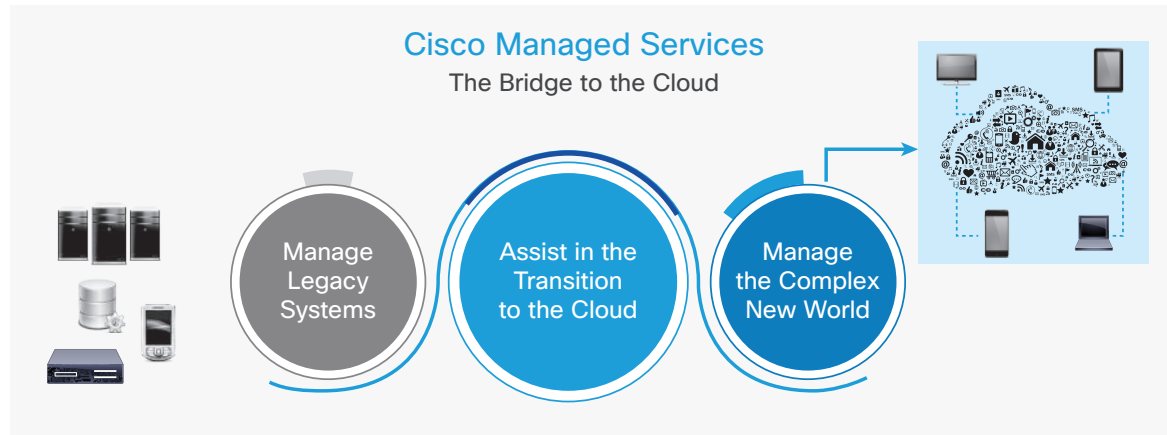 Cisco Managed Services
The Bridge to the Cloud
Manage
Legacy
Systems
Assist in the
Transition
to the Cloud
Manage
the Complex
New World
SMS